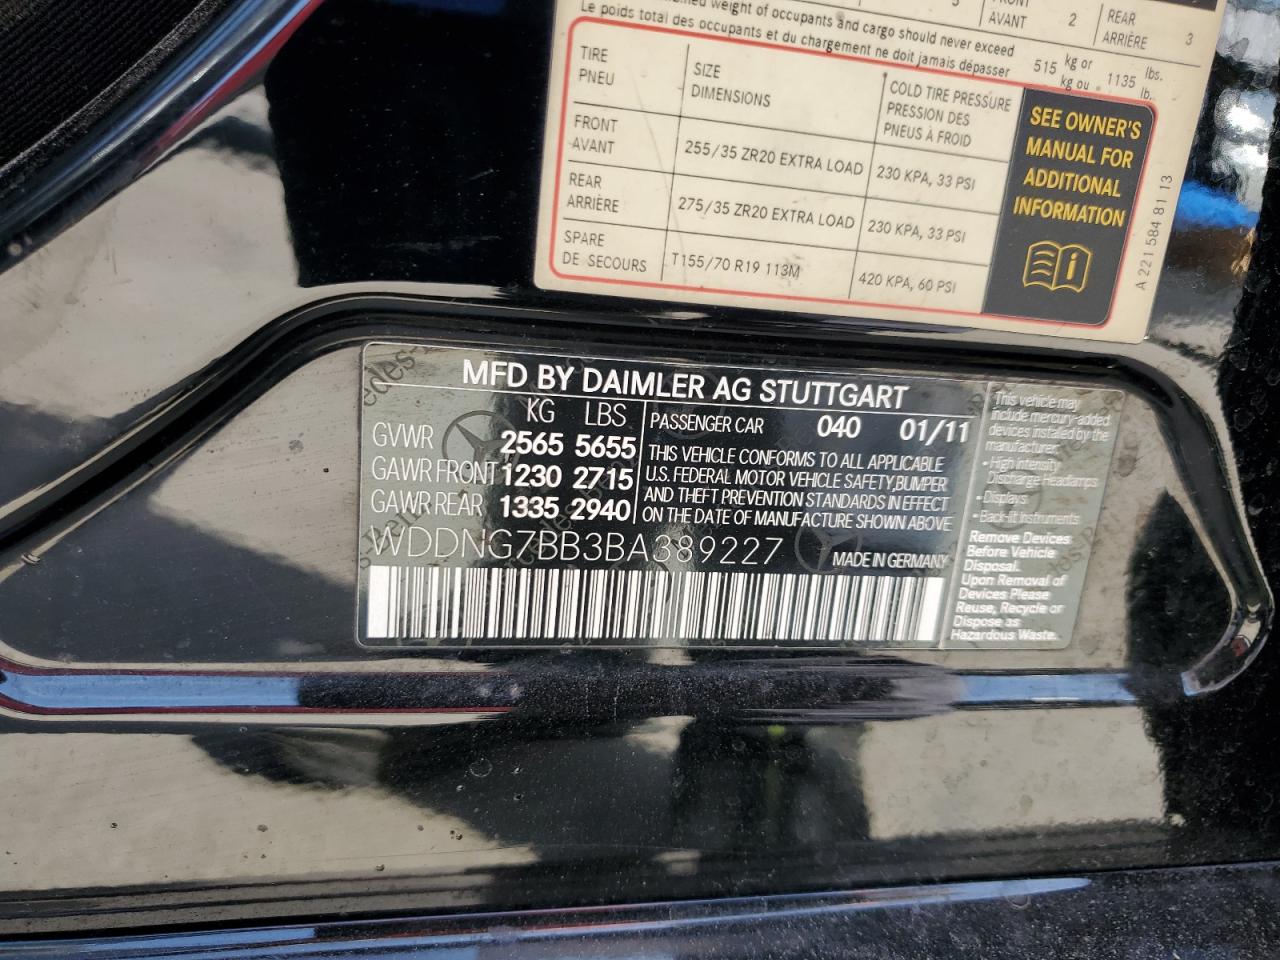 2
REAR
AVANT
ARRIÈRE
3
weight of occupants and cargo should never exceed
Le poids total des occupants et du chargement ne doit jamais dépasser
515 kg or 1135 lbs.
kg ou lb.
TIRE
PNEU
SIZE
DIMENSIONS
COLD TIRE PRESSURE
PRESSION DES
PNEUS À FROID
FRONT
AVANT
255/35 ZR20 EXTRA LOAD
230 KPA, 33 PSI
REAR
ARRIÈRE
275/35 ZR20 EXTRA LOAD
230 KPA, 33 PSI
SPARE
DE SECOURS
T155/70 R19 113M
420 KPA, 60 PSI
SEE OWNER'S
MANUAL FOR
ADDITIONAL
INFORMATION
A 221 584 81 13
MFD BY DAIMLER AG STUTTGART
KG LBS
GVWR 2565 5655
GAWR FRONT 1230 2715
GAWR REAR 1335 2940
PASSENGER CAR 040 01/11
THIS VEHICLE CONFORMS TO ALL APPLICABLE
U.S. FEDERAL MOTOR VEHICLE SAFETY,BUMPER
AND THEFT PREVENTION STANDARDS IN EFFECT
ON THE DATE OF MANUFACTURE SHOWN ABOVE
WDDNG7BB3BA389227
MADE IN GERMANY
This vehicle may
include mercury-added
devices installed by the
manufacturer:
• High Intensity
Discharge Headlamps
• Displays
• Back-lit Instruments
Remove Devices
Before Vehicle
Disposal.
Upon Removal of
Devices Please
Reuse, Recycle or
Dispose as
Hazardous Waste.